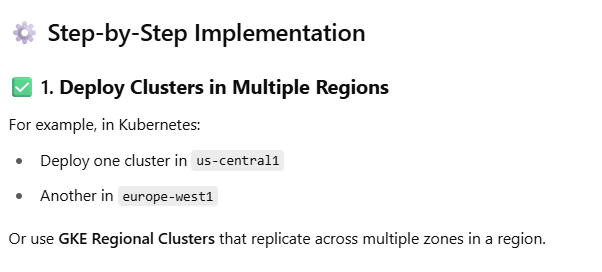 ⚙️ Step-by-Step Implementation
✅ 1. Deploy Clusters in Multiple Regions
For example, in Kubernetes:
• Deploy one cluster in us-central1
• Another in europe-west1
Or use GKE Regional Clusters that replicate across multiple zones in a region.